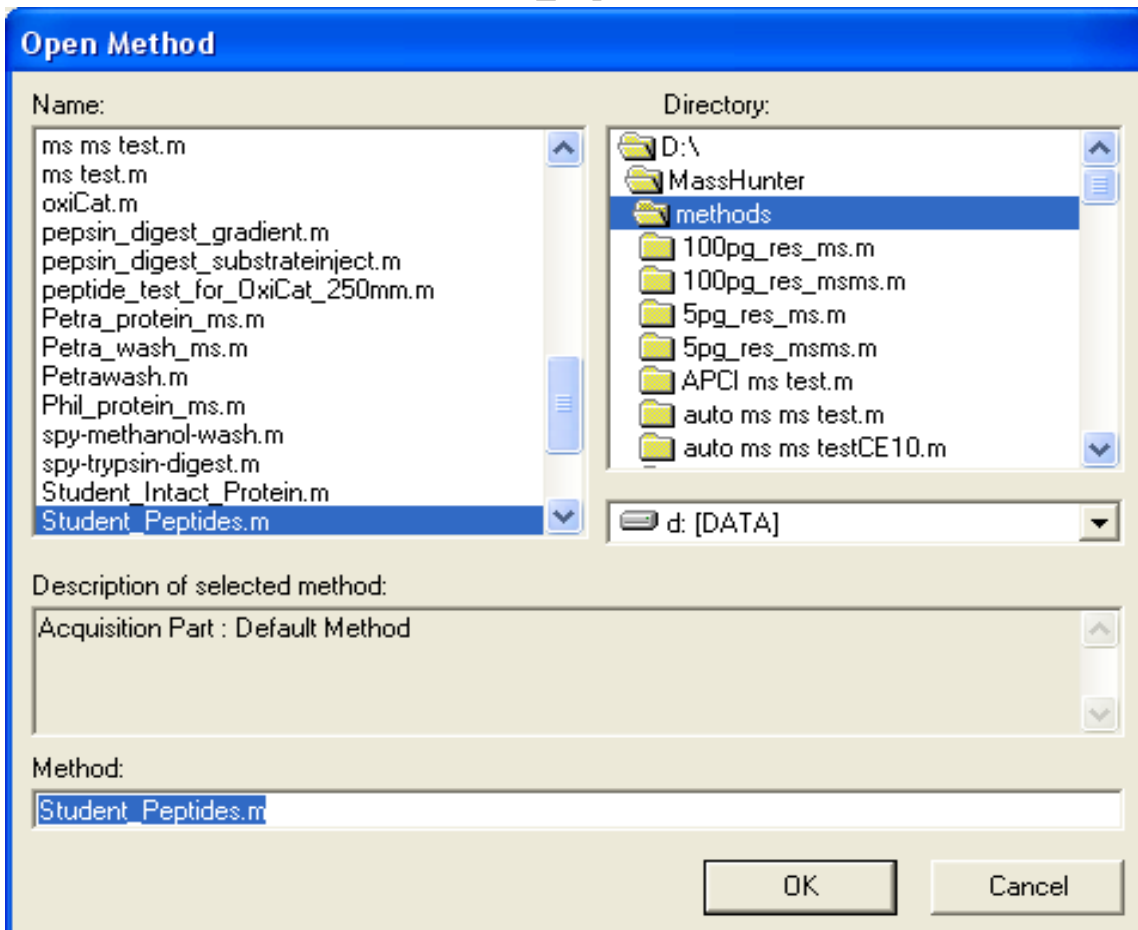 Open Method
Name:
ms ms test.m
ms test.m
oxiCat.m
pepsin_digest_gradient.m
pepsin_digest_substrateinject.m
peptide_test_for_OxiCat_250mm.m
Petra_protein_ms.m
Petra_wash_ms.m
Petrawash.m
Phil_protein_ms.m
spy-methanol-wash.m
spy-trypsin-digest.m
Student_Intact_Protein.m
Student_Peptides.m
Directory:
D:\
MassHunter
methods
100pg_res_ms.m
100pg_res_msms.m
5pg_res_ms.m
5pg_res_msms.m
APCI ms test.m
auto ms ms test.m
auto ms ms testCE10.m
d: [DATA]
Description of selected method:
Acquisition Part : Default Method
Method:
Student_Peptides.m
OK
Cancel